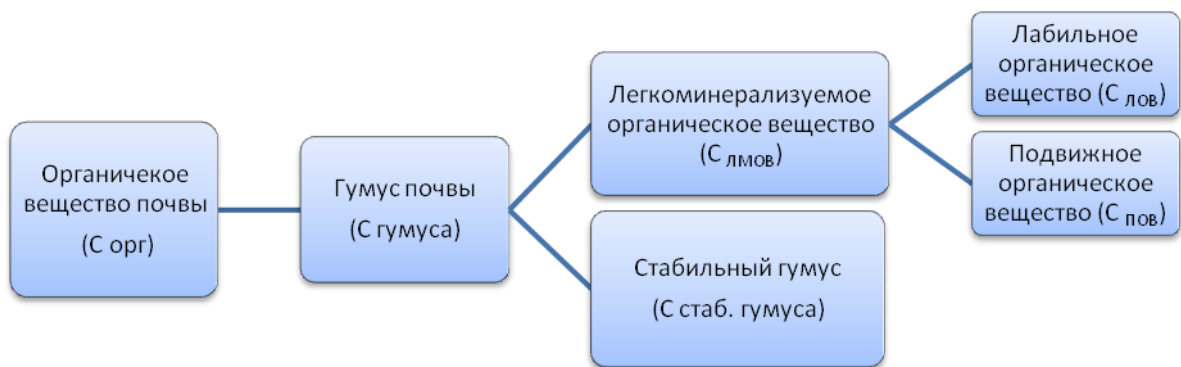 Органичекое
вещество почвы
(С орг)
Гумус почвы
(С гумуса)
Легкоминерализуемое
органическое вещество
(С лмов)
Стабильный гумус
(С стаб. гумуса)
Лабильное
органическое
вещество (С лов)
Подвижное
органическое
вещество (С пов)